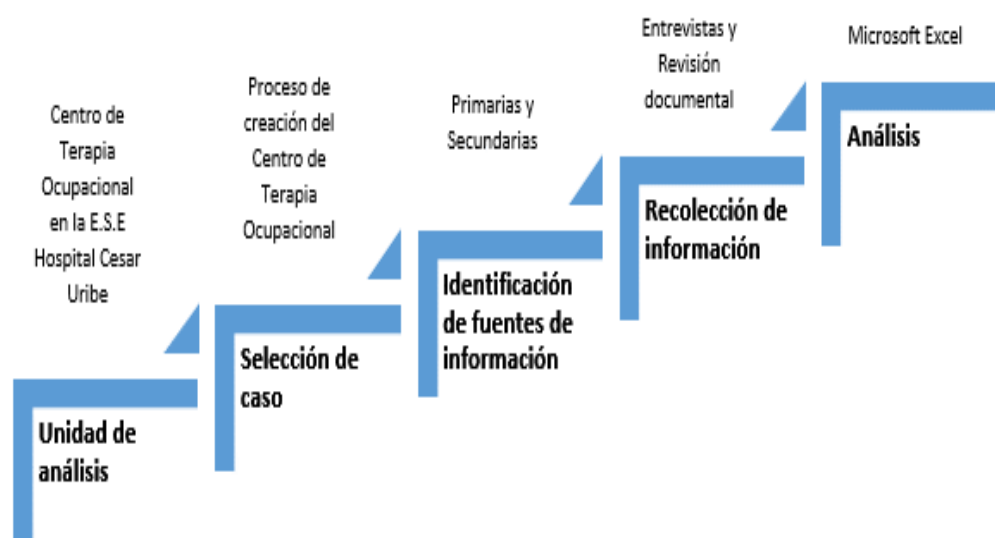 Centro de
Terapia
Ocupacional
en la E.S.E
Hospital Cesar
Uribe
Unidad de
análisis
Proceso de
creación del
Centro de
Terapia
Ocupacional
Selección de
caso
Primarias y
Secundarias
Identificación
de fuentes de
información
Entrevistas y
Revisión
documental
Recolección de
información
Microsoft Excel
Análisis